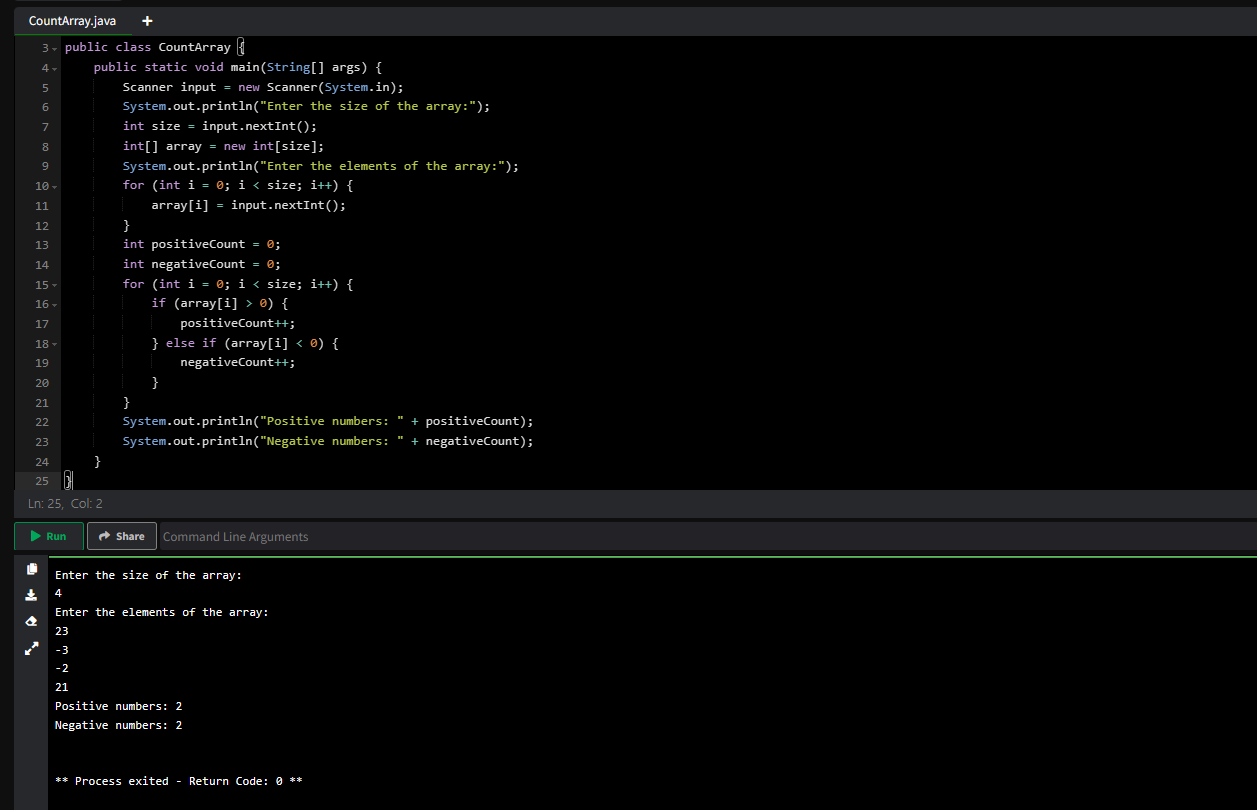 CountArray.java +
3 public class CountArray {
4     public static void main(String[] args) {
5         Scanner input = new Scanner(System.in);
6         System.out.println("Enter the size of the array:");
7         int size = input.nextInt();
8         int[] array = new int[size];
9         System.out.println("Enter the elements of the array:");
10         for (int i = 0; i < size; i++) {
11             array[i] = input.nextInt();
12         }
13         int positiveCount = 0;
14         int negativeCount = 0;
15         for (int i = 0; i < size; i++) {
16             if (array[i] > 0) {
17                 positiveCount++;
18             } else if (array[i] < 0) {
19                 negativeCount++;
20             }
21         }
22         System.out.println("Positive numbers: " + positiveCount);
23         System.out.println("Negative numbers: " + negativeCount);
24     }
25 }
Ln: 25, Col: 2
Run Share Command Line Arguments
Enter the size of the array:
4
Enter the elements of the array:
23
-3
-2
21
Positive numbers: 2
Negative numbers: 2
** Process exited - Return Code: 0 **